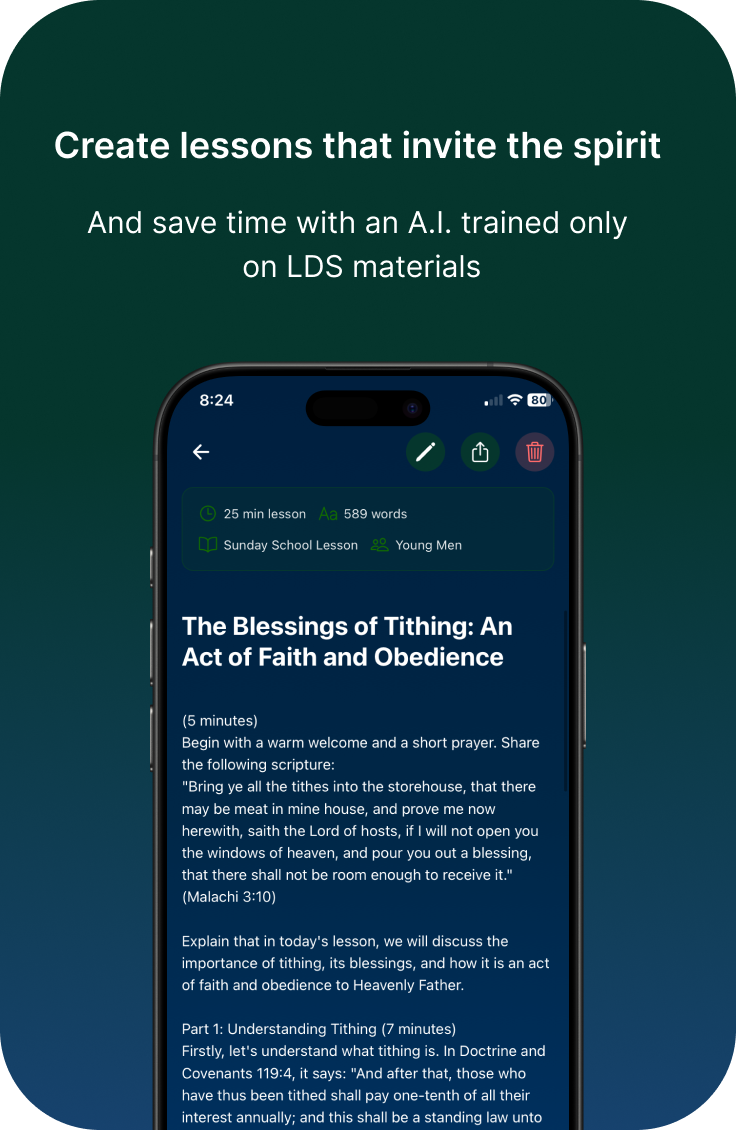 Create lessons that invite the spirit
And save time with an A.I. trained only
on LDS materials
8:24
80
25 min lesson Aa 589 words
Sunday School Lesson Young Men
The Blessings of Tithing: An
Act of Faith and Obedience
(5 minutes)
Begin with a warm welcome and a short prayer. Share
the following scripture:
"Bring ye all the tithes into the storehouse, that there
may be meat in mine house, and prove me now
herewith, saith the Lord of hosts, if I will not open you
the windows of heaven, and pour you out a blessing,
that there shall not be room enough to receive it."
(Malachi 3:10)
Explain that in today's lesson, we will discuss the
importance of tithing, its blessings, and how it is an act
of faith and obedience to Heavenly Father.
Part 1: Understanding Tithing (7 minutes)
Firstly, let's understand what tithing is. In Doctrine and
Covenants 119:4, it says: "And after that, those who
have thus been tithed shall pay one-tenth of all their
interest annually; and this shall be a standing law unto